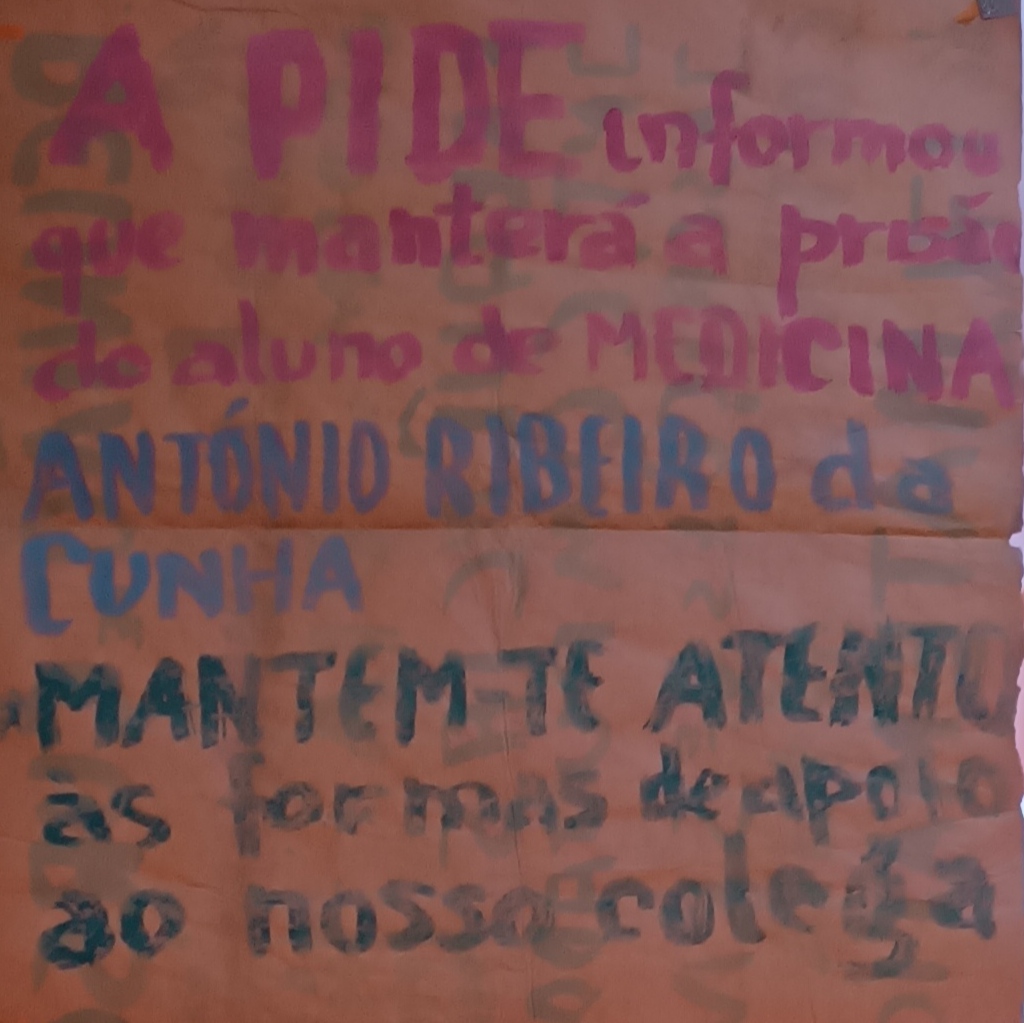 A PIDE informou
que manterá a prisão
do aluno de MEDICINA
ANTÓNIO RIBEIRO da
CUNHA
MANTEM-TE ATENTO
às formas de apoio
ao nosso colega